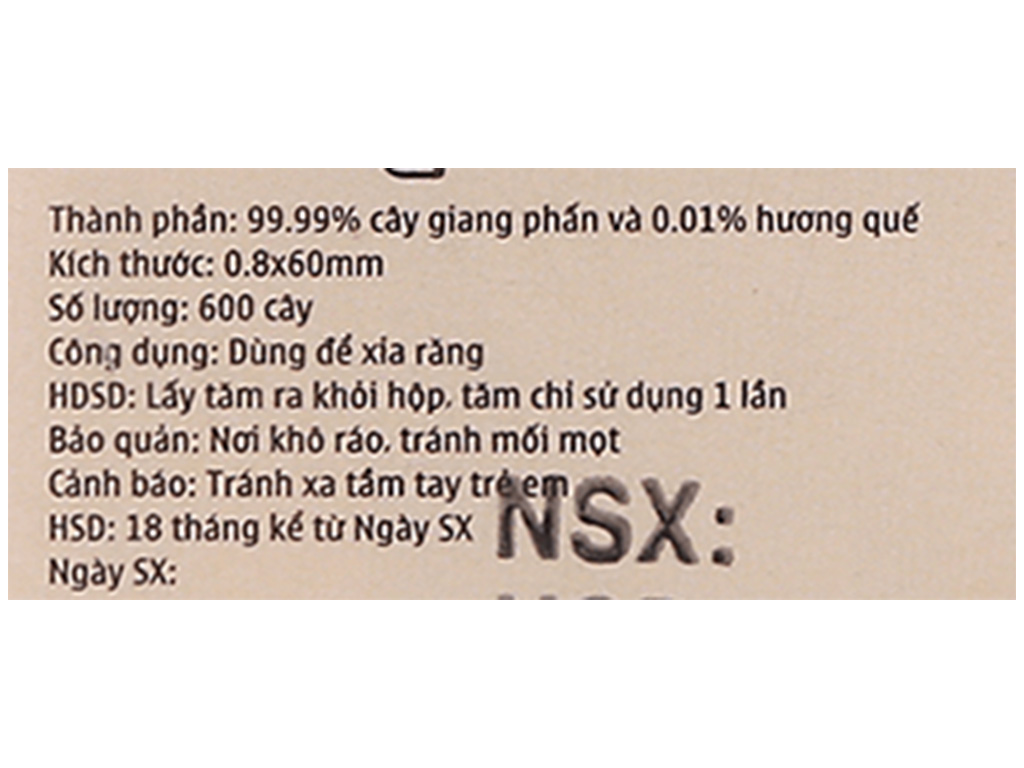 Thành phần: 99.99% cây giang phấn và 0.01% hương quế
Kích thước: 0.8x60mm
Số lượng: 600 cây
Công dụng: Dùng để xỉa răng
HDSD: Lấy tăm ra khỏi hộp, tăm chỉ sử dụng 1 lần
Bảo quản: Nơi khô ráo, tránh mối mọt
Cảnh báo: Tránh xa tầm tay trẻ em
HSD: 18 tháng kể từ Ngày SX
NSX:
Ngày SX: